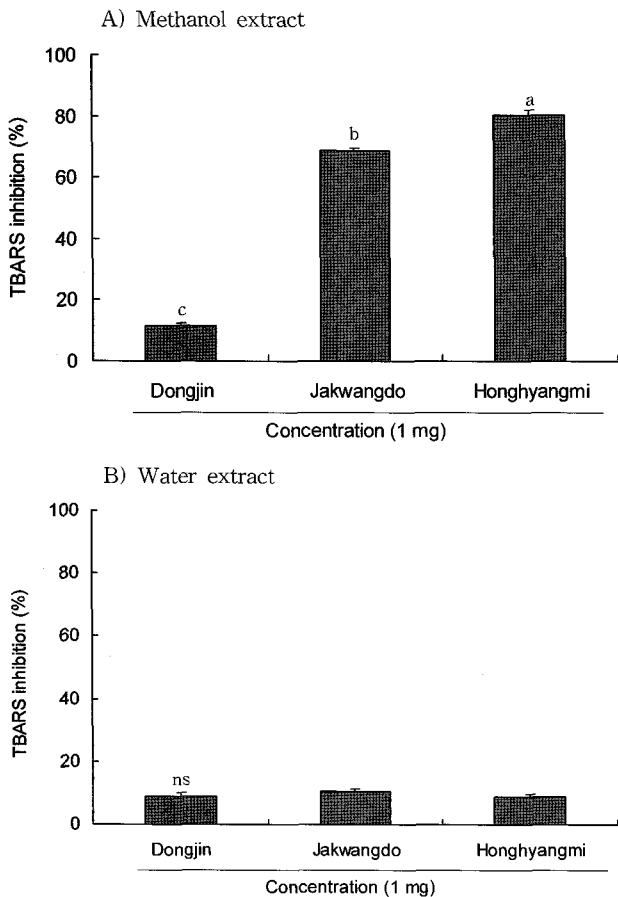 A) Methanol extract
100
80
60
40
20
0
TBARS inhibition (%)
c
b
a
Dongjin Jakwangdo Honghyangmi
Concentration (1 mg)
B) Water extract
100
80
60
40
20
0
TBARS inhibition (%)
ns
Dongjin Jakwangdo Honghyangmi
Concentration (1 mg)